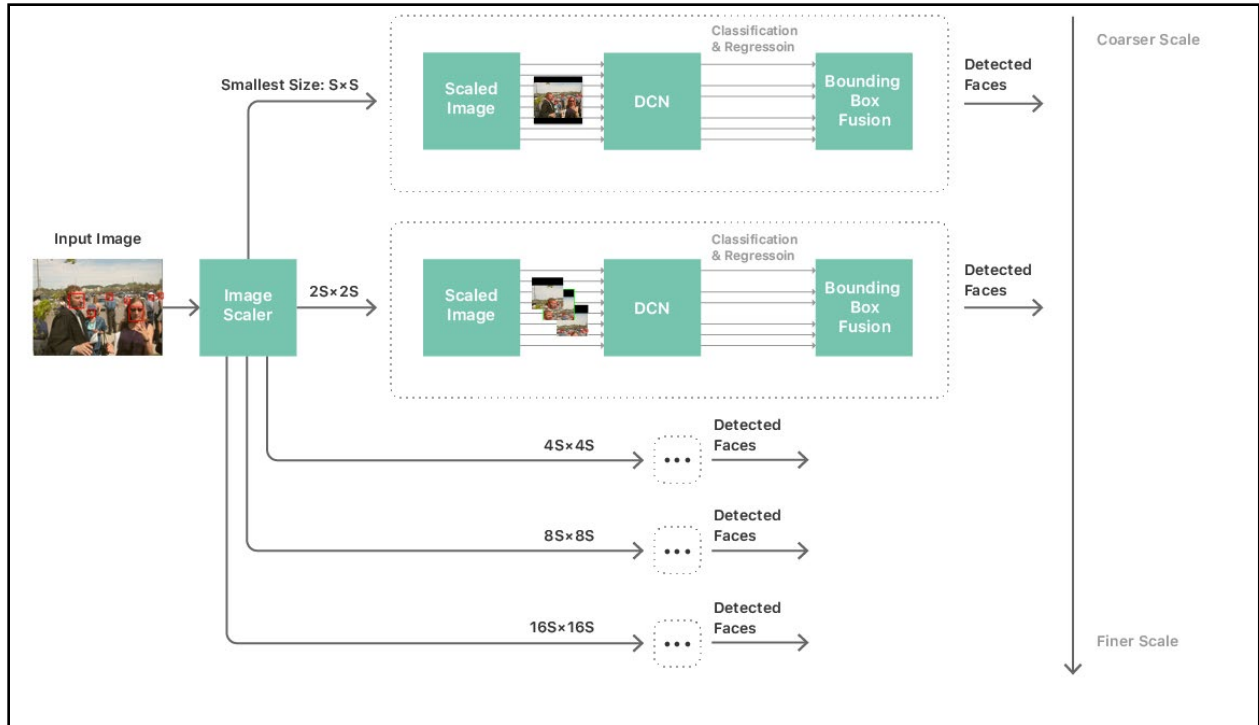 Classification
& Regressoin
Coarser Scale
Smallest Size: S×S
Scaled
Image
DCN
Bounding
Box
Fusion
Detected
Faces
Input Image
Image
Scaler
2S×2S
Classification
& Regressoin
Scaled
Image
DCN
Bounding
Box
Fusion
Detected
Faces
4S×4S
Detected
Faces
8S×8S
Detected
Faces
16S×16S
Detected
Faces
Finer Scale